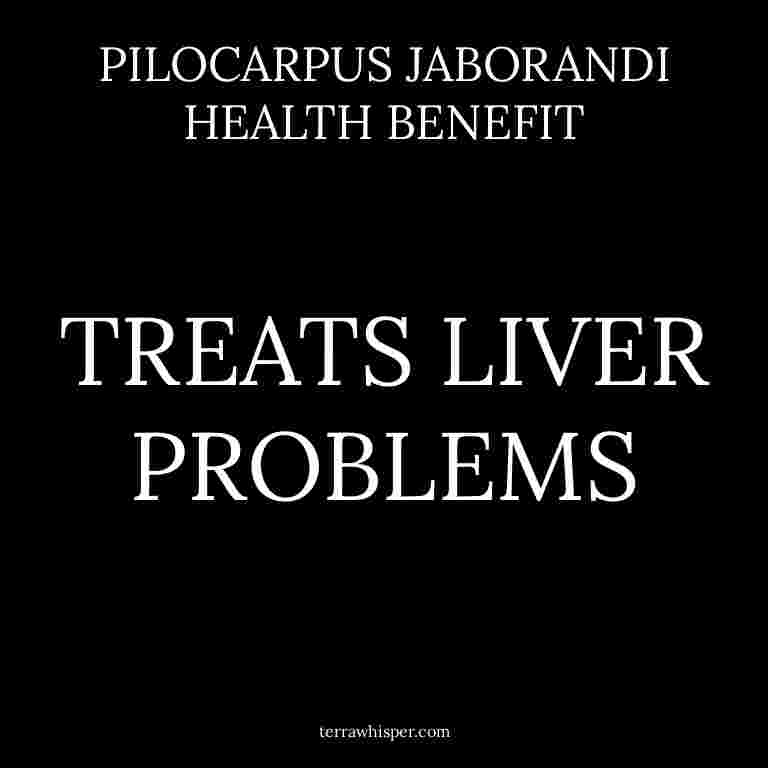 PILOCARPUS JABORANDI
HEALTH BENEFIT
TREATS LIVER
PROBLEMS
terrawhisper.com